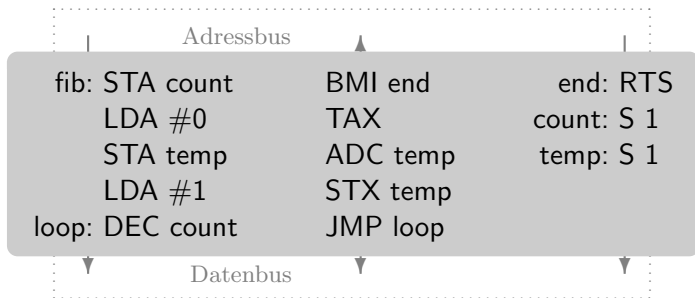 Adressbus
fib: STA count
LDA #0
STA temp
LDA #1
loop: DEC count
BMI end
TAX
ADC temp
STX temp
JMP loop
end: RTS
count: S 1
temp: S 1
Datenbus